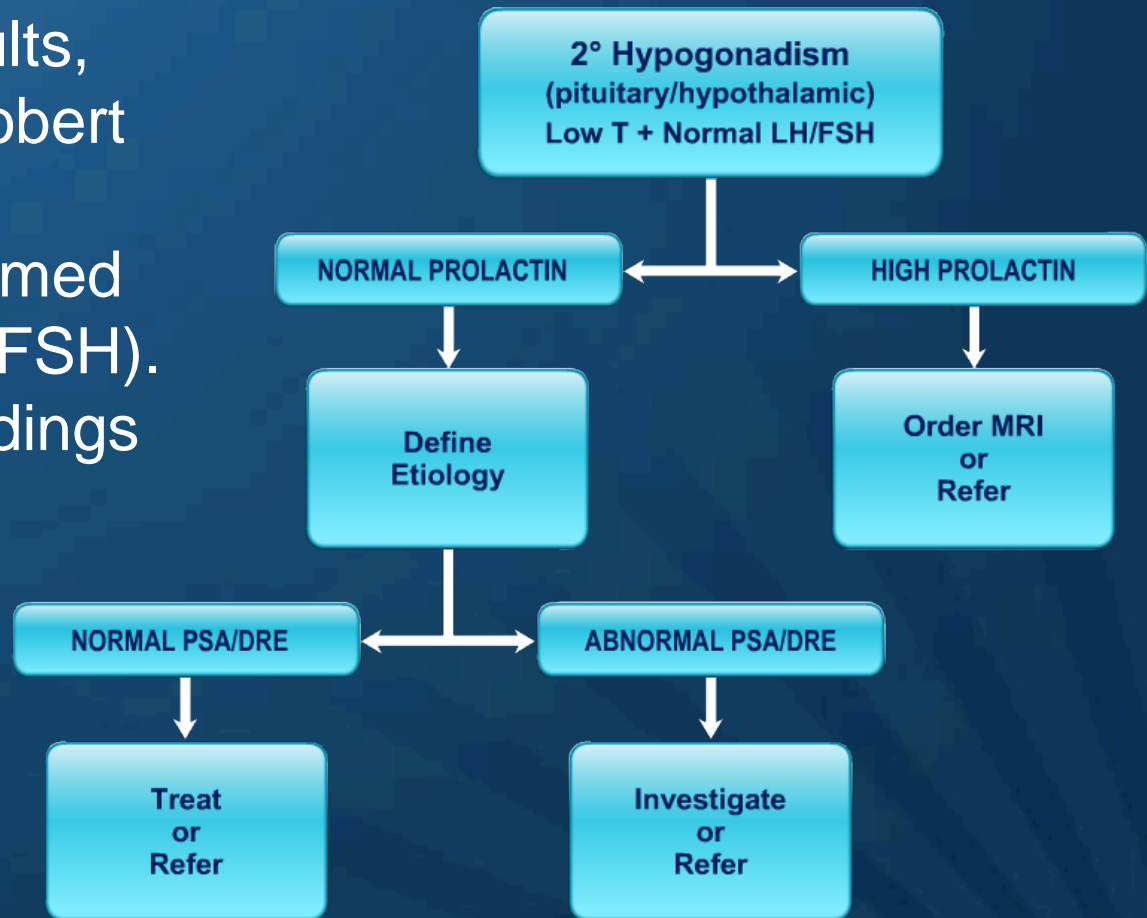 ults,
obert
med
FSH).
dings
2° Hypogonadism
(pituitary/hypothalamic)
Low T + Normal LH/FSH
NORMAL PROLACTIN
HIGH PROLACTIN
Define
Etiology
Order MRI
or
Refer
NORMAL PSA/DRE
ABNORMAL PSA/DRE
Treat
or
Refer
Investigate
or
Refer